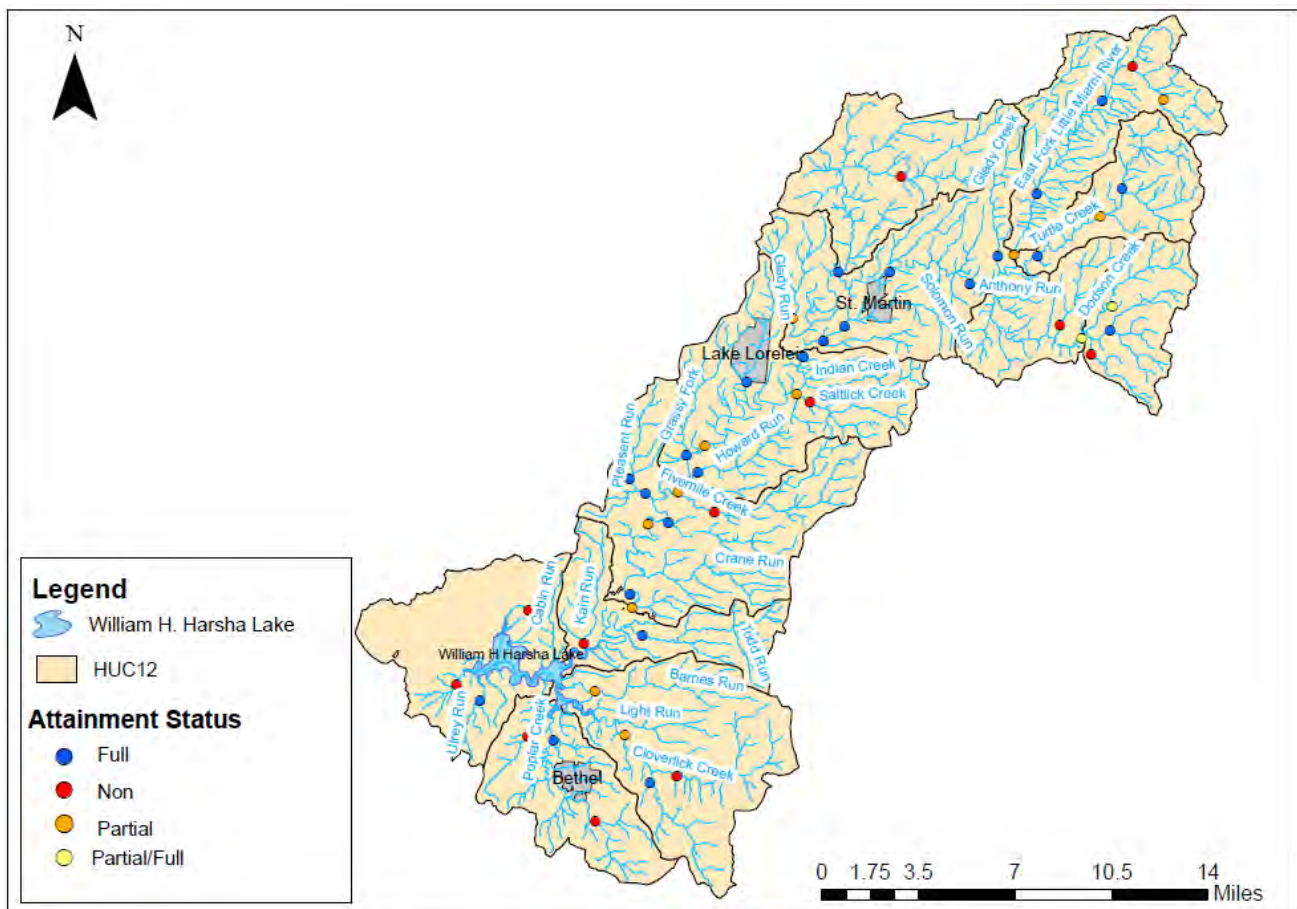 N
East Fork Little Miami River
Glady Creek
Turtle Creek
Dodson Creek
Glady Run
St. Martin
Solomon Run
Anthony Run
Lake Lorelei
Indian Creek
Saltlick Creek
Grassy Fork
Pleasant Run
Howard Run
Fivemile Creek
Crane Run
Cabin Run
Kain Run
Todd Run
William H Harsha Lake
Barnes Run
Light Run
Ulrey Run
Poplar Creek
Cloverlick Creek
Bethel
Legend
William H. Harsha Lake
HUC12
Attainment Status
Full
Non
Partial
Partial/Full
0 1.75 3.5 7 10.5 14
Miles